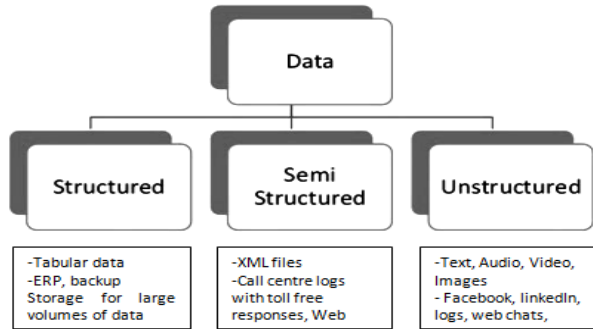 Data
Structured
Semi
Structured
Unstructured
-Tabular data
-ERP, backup
Storage for large
volumes of data
-XML files
-Call centre logs
with toll free
responses, Web
-Text, Audio, Video,
Images
- Facebook, linkedIn,
logs, web chats,